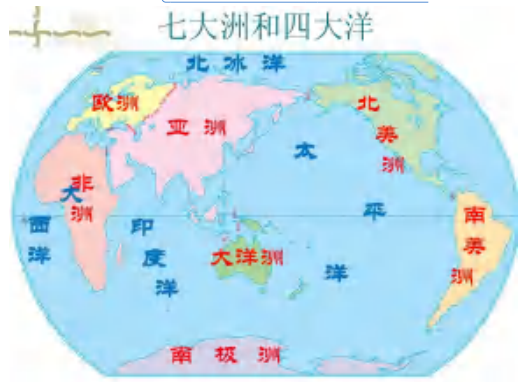 七大洲和四大洋
北冰洋
歐洲
亚洲
北美洲
太平洋
非洲
大西洋
印度洋
大洋洲
南美洲
南极洲